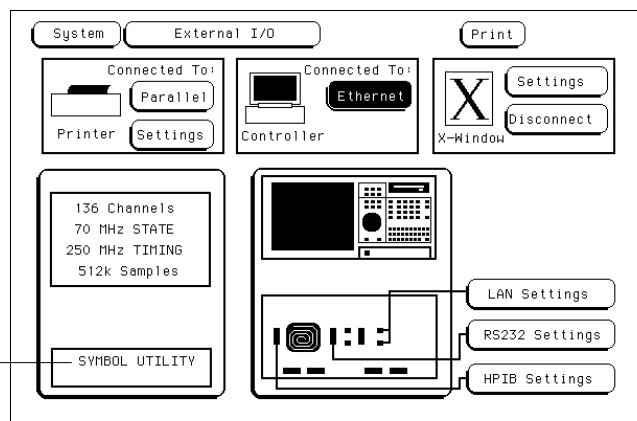 System External I/O Print
Connected To:
Parallel
Printer Settings
Connected To:
Ethernet
Controller
X
Settings
Disconnect
X-Window
136 Channels
70 MHz STATE
250 MHz TIMING
512k Samples
SYMBOL UTILITY
LAN Settings
RS232 Settings
HPIB Settings